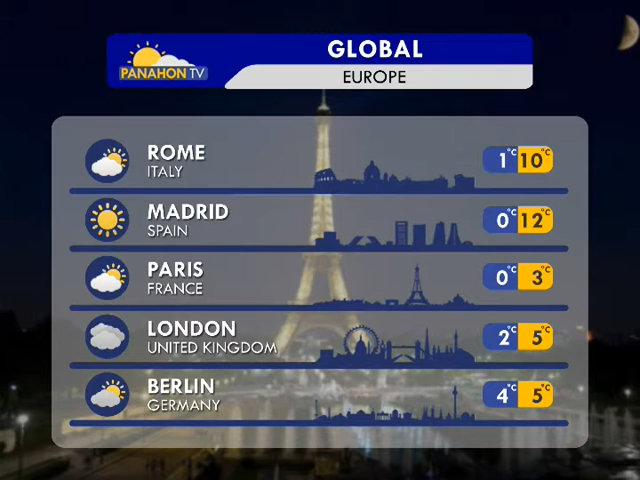 PANAHON TV
GLOBAL
EUROPE
ROME
ITALY
1°C 10°C
MADRID
SPAIN
0°C 12°C
PARIS
FRANCE
0°C 3°C
LONDON
UNITED KINGDOM
2°C 5°C
BERLIN
GERMANY
4°C 5°C